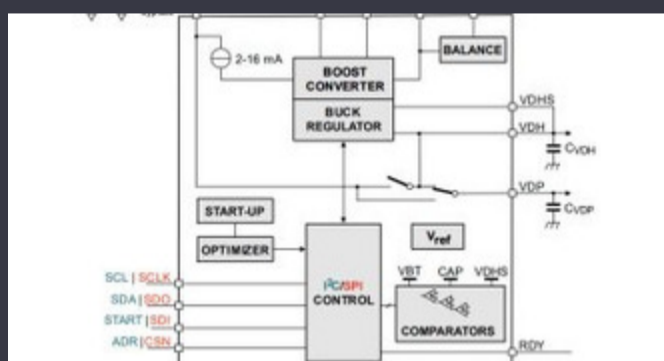 BALANCE
2-16 mA
BOOST
CONVERTER
BUCK
REGULATOR
VDHS
VDH
CVDH
VDP
CVDP
START-UP
OPTIMIZER
Vref
SCL | SCLK
SDA | SDO
START | SDI
ADR | CSN
I²C/SPI
CONTROL
VBT CAP VDHS
COMPARATORS
RDY